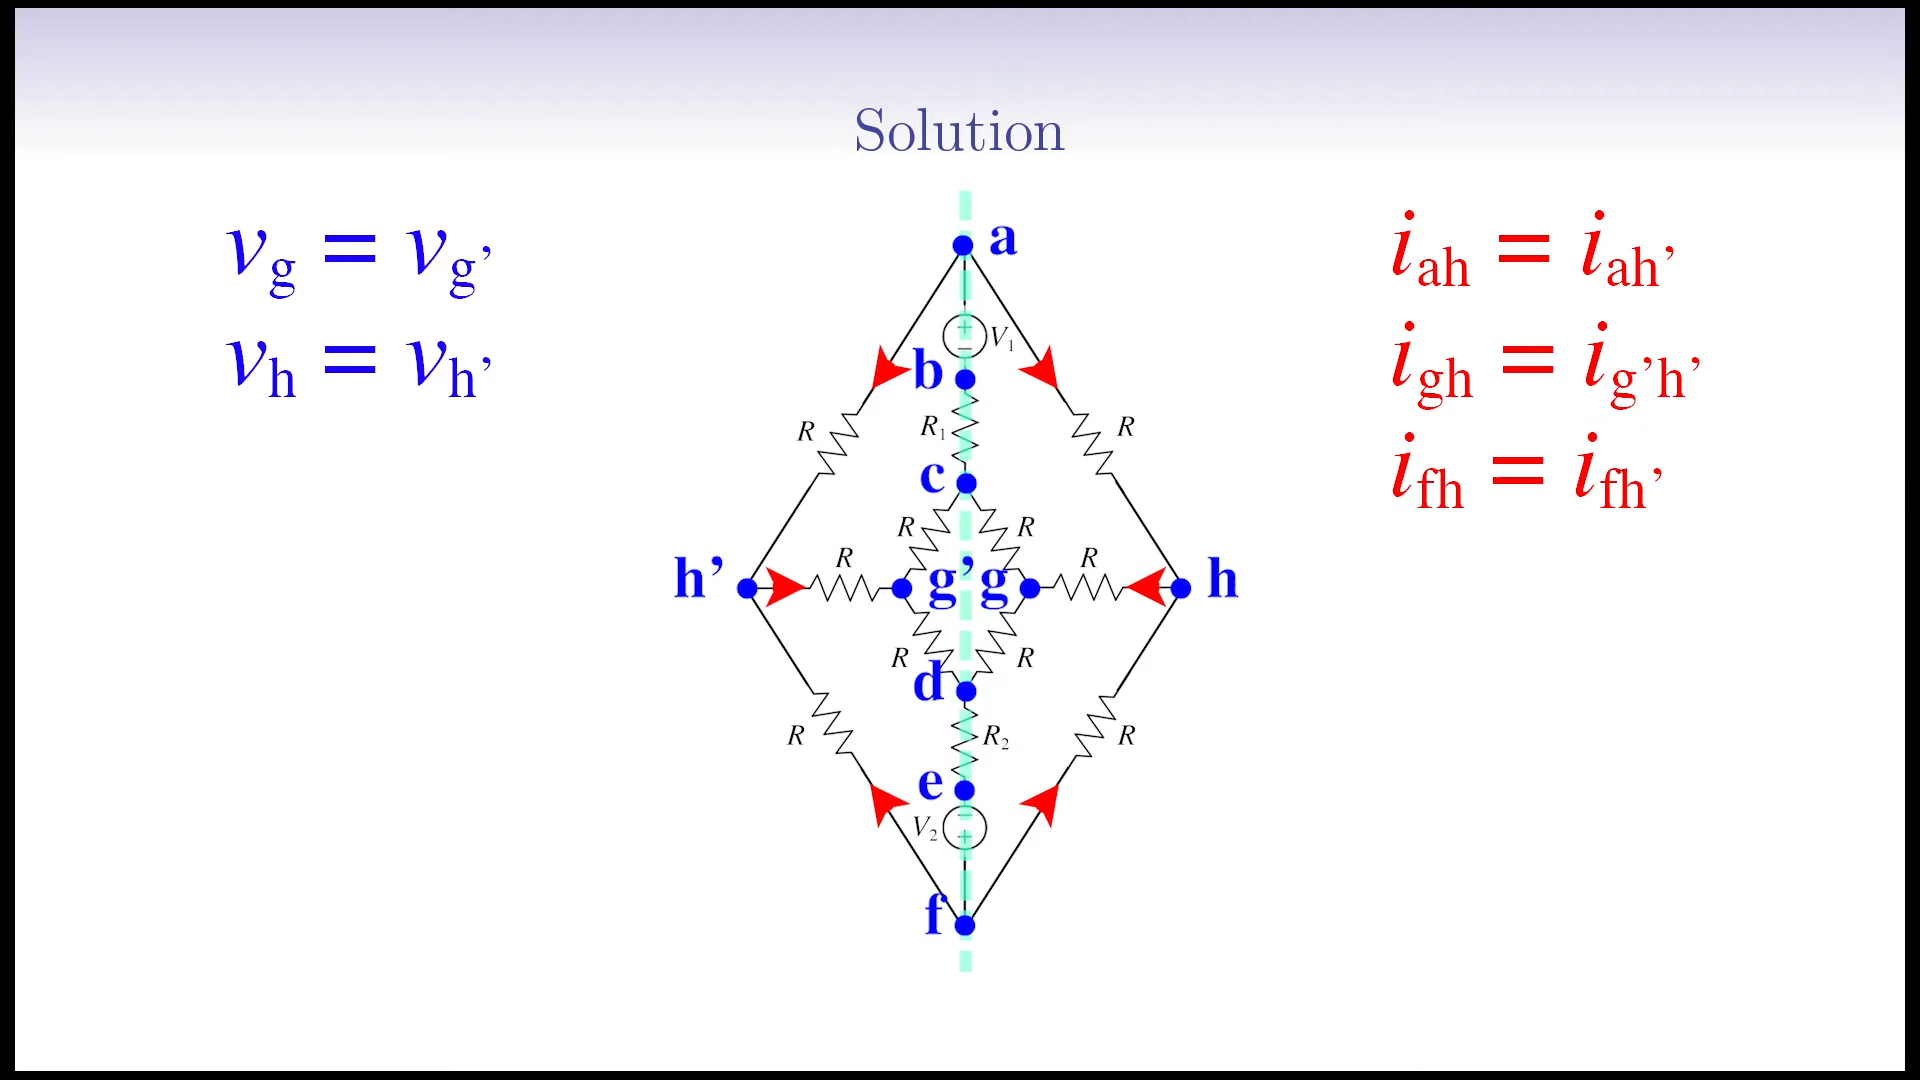 Solution
v_g = v_g’
v_h = v_h’
i_ah = i_ah’
i_gh = i_g’h’
i_fh = i_fh’
a
+
V₁
−
b
R
R₁
R
c
R
R
h’
R
g’
g
R
h
R
R
d
R
R₂
R
e
−
V₂
+
f